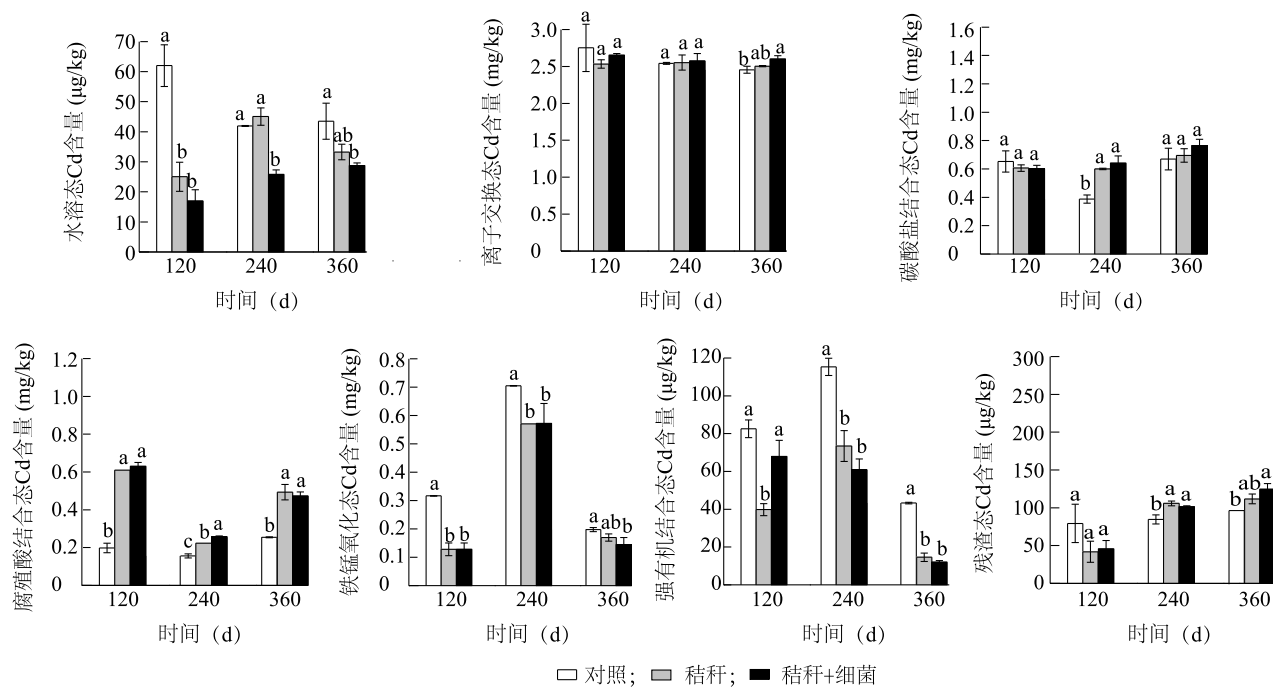 水溶态Cd含量 (μg/kg)
70
60
50
40
30
20
10
0
a
b
b
a
a
b
a
ab
b
120 240 360
时间（d）
离子交换态Cd含量 (mg/kg)
3.0
2.5
2.0
1.5
1.0
0.5
0
a
a
a
a
a
a
b
ab
a
120 240 360
时间（d）
碳酸盐结合态Cd含量 (mg/kg)
1.6
1.4
1.2
1.0
0.8
0.6
0.4
0.2
0
a
a
a
b
a
a
a
a
a
120 240 360
时间（d）
腐殖酸结合态Cd含量 (mg/kg)
1.2
1.0
0.8
0.6
0.4
0.2
0
b
a
a
c
b
a
b
a
a
120 240 360
时间（d）
铁锰氧化态Cd含量 (mg/kg)
0.8
0.7
0.6
0.5
0.4
0.3
0.2
0.1
0
a
b
b
a
b
b
a
ab
b
120 240 360
时间（d）
强有机结合态Cd含量 (μg/kg)
120
100
80
60
40
20
0
a
b
a
a
b
b
a
b
b
120 240 360
时间（d）
残渣态Cd含量 (μg/kg)
300
250
200
150
100
50
0
a
a
a
b
a
a
b
ab
a
120 240 360
时间（d）
对照； 秸秆； 秸秆+细菌